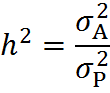 h² = σ²_A / σ²_P